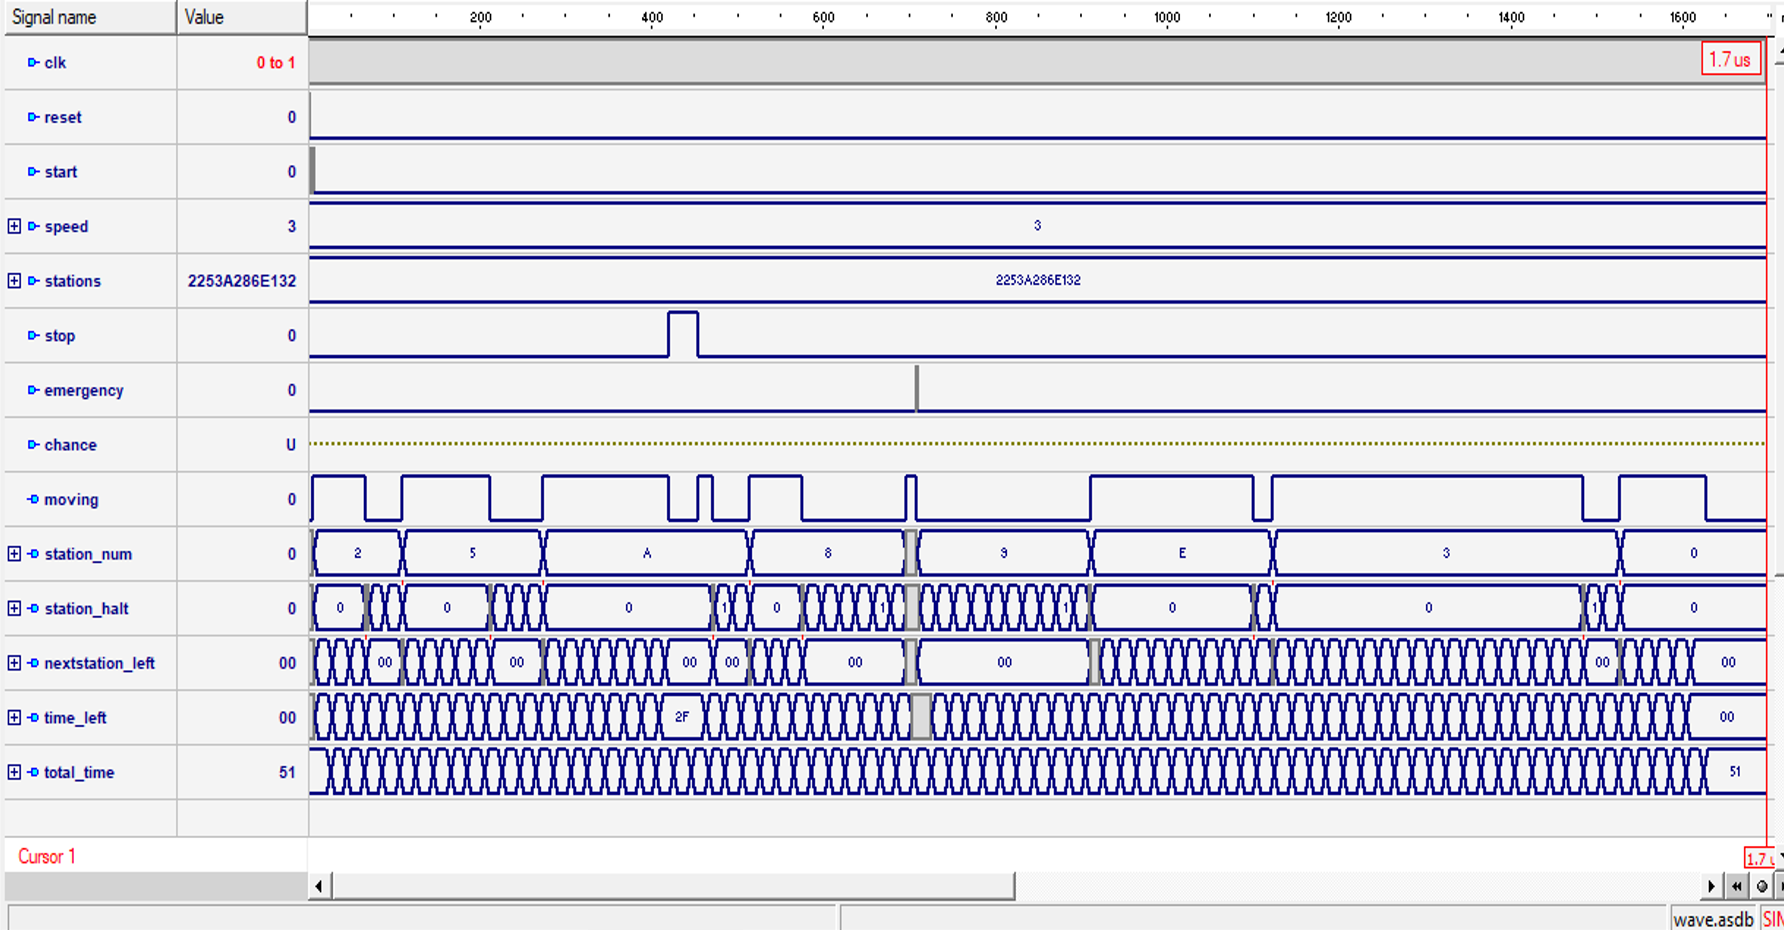 Signal name Value 200 400 600 800 1000 1200 1400 1600
clk 0 to 1 1.7 us
reset 0
start 0
speed 3 3
stations 2253A286E132 2253A286E132
stop 0
emergency 0
chance U
moving 0
station_num 0 2 5 A 8 9 E 3 0
station_halt 0 0 0 0 1 0 1 1 0 0 1 0
nextstation_left 00 00 00 00 00 00 00 00 00
time_left 00 2F 00
total_time 51 51
Cursor 1 1.7
wave.asdb SIN